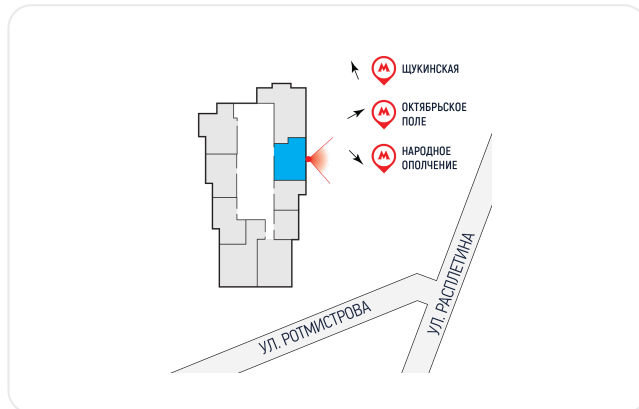 ЩУКИНСКАЯ
ОКТЯБРЬСКОЕ
ПОЛЕ
НАРОДНОЕ
ОПОЛЧЕНИЕ
УЛ. РОТМИСТРОВА
УЛ. РАСПЛЕТИНА